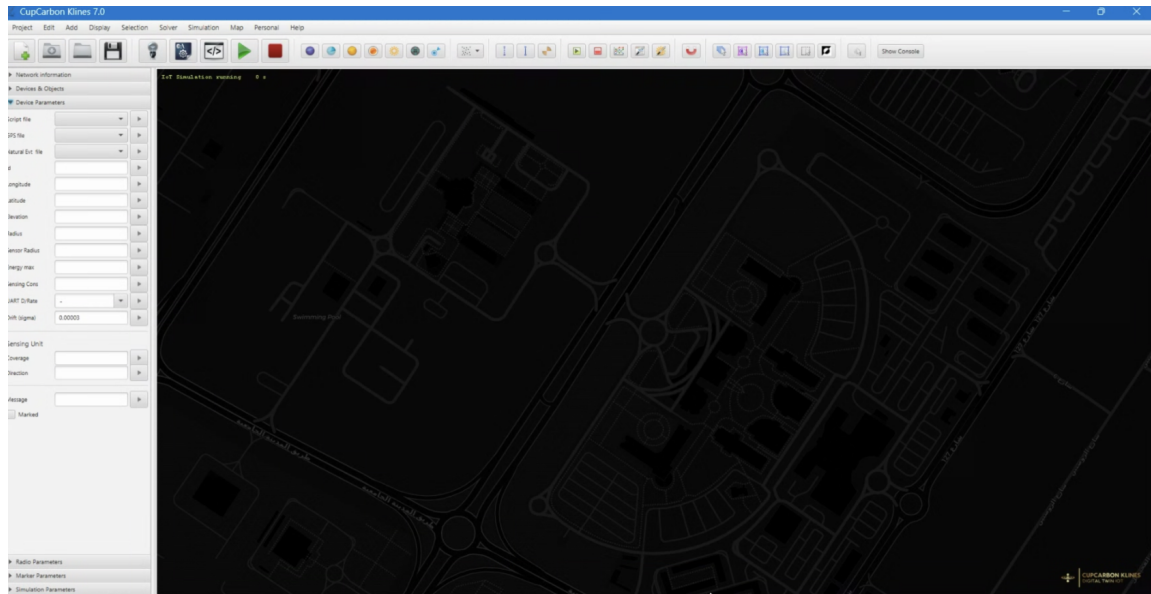 CupCarbon Klines 7.0
Project Edit Add Display Selection Solver Simulation Map Personal Help
Show Console
Network information
Devices & Objects
Device Parameters
IoT Simulation running 0 s
Script file
GPS file
Natural Evt. file
Id
Longitude
Latitude
Elevation
Radius
Sensor Radius
Energy max
Sensing Cons
UART D/Rate -
Drift (sigma) 0.00003
Sensing Unit
Coverage
Direction
Message
Marked
Swimming Pool
Radio Parameters
Marker Parameters
Simulation Parameters
CUPCARBON KLINES
DIGITAL TWIN IOT